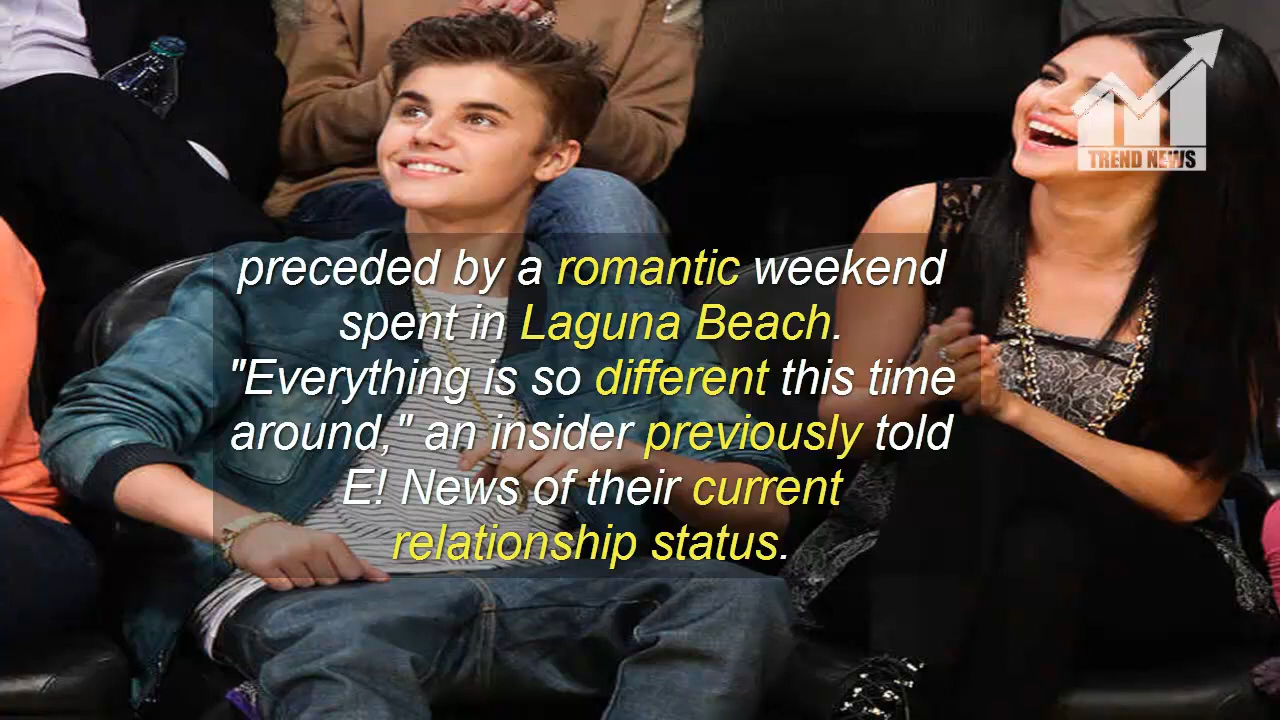 TREND NEWS
preceded by a romantic weekend
spent in Laguna Beach.
"Everything is so different this time
around," an insider previously told
E! News of their current
relationship status.